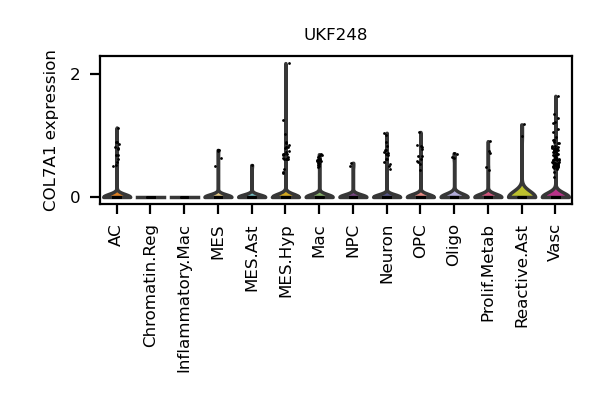 UKF248
COL7A1 expression
2
0
AC
Chromatin.Reg
Inflammatory.Mac
MES
MES.Ast
MES.Hyp
Mac
NPC
Neuron
OPC
Oligo
Prolif.Metab
Reactive.Ast
Vasc